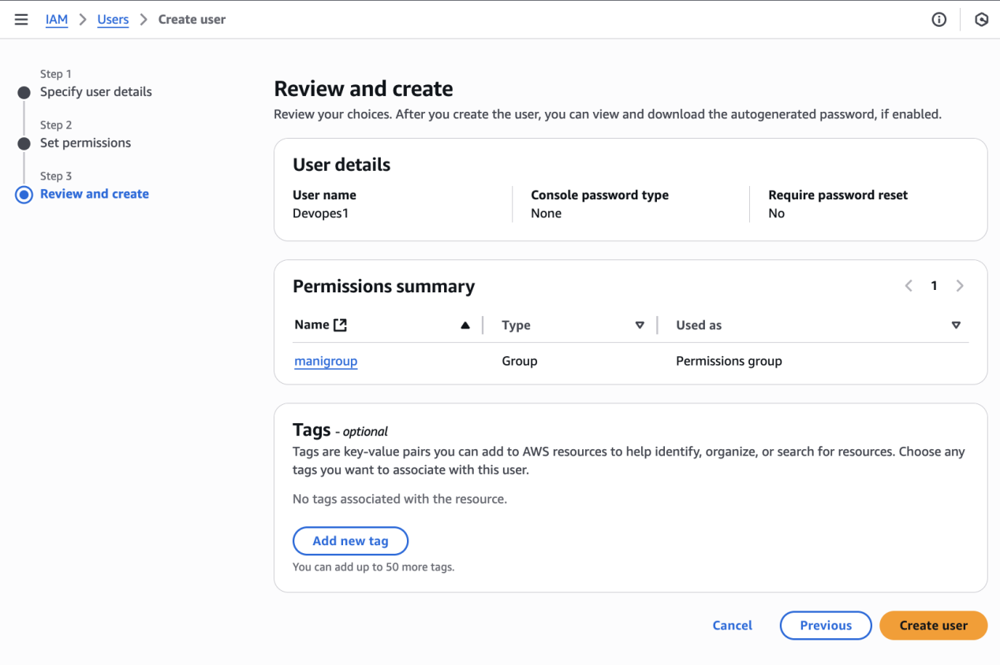 IAM > Users > Create user
Step 1
Specify user details
Step 2
Set permissions
Step 3
Review and create
Review and create
Review your choices. After you create the user, you can view and download the autogenerated password, if enabled.
User details
User name Console password type Require password reset
Devopes1 None No
Permissions summary 1
Name Type Used as
manigroup Group Permissions group
Tags - optional
Tags are key-value pairs you can add to AWS resources to help identify, organize, or search for resources. Choose any
tags you want to associate with this user.
No tags associated with the resource.
Add new tag
You can add up to 50 more tags.
Cancel Previous Create user